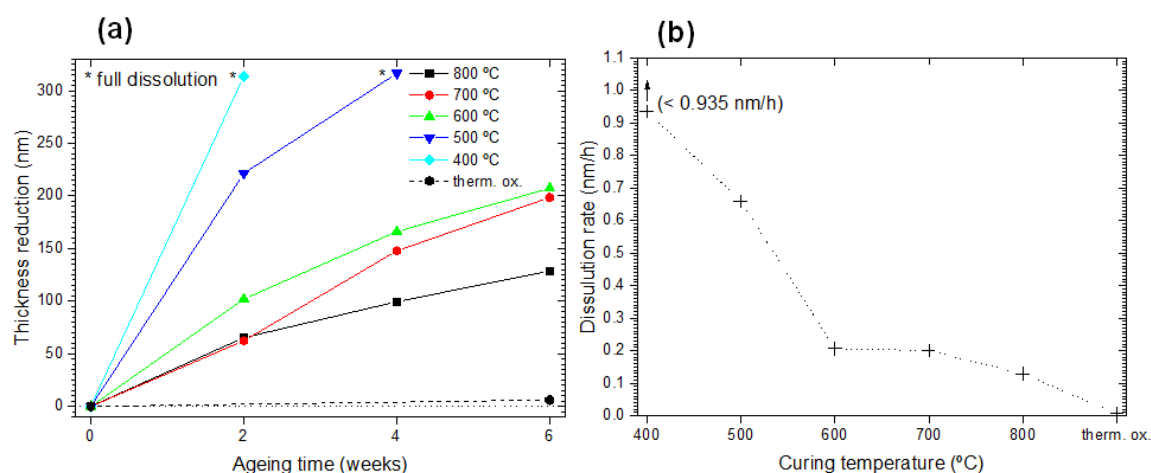 (a)
* full dissolution
*
*
800 ºC
700 ºC
600 ºC
500 ºC
400 ºC
therm. ox.
300
250
200
150
100
50
0
0 2 4 6
Thickness reduction (nm)
Ageing time (weeks)
(b)
(< 0.935 nm/h)
1.1
1.0
0.9
0.8
0.7
0.6
0.5
0.4
0.3
0.2
0.1
0.0
400 500 600 700 800 therm. ox.
Dissulution rate (nm/h)
Curing temperature (ºC)